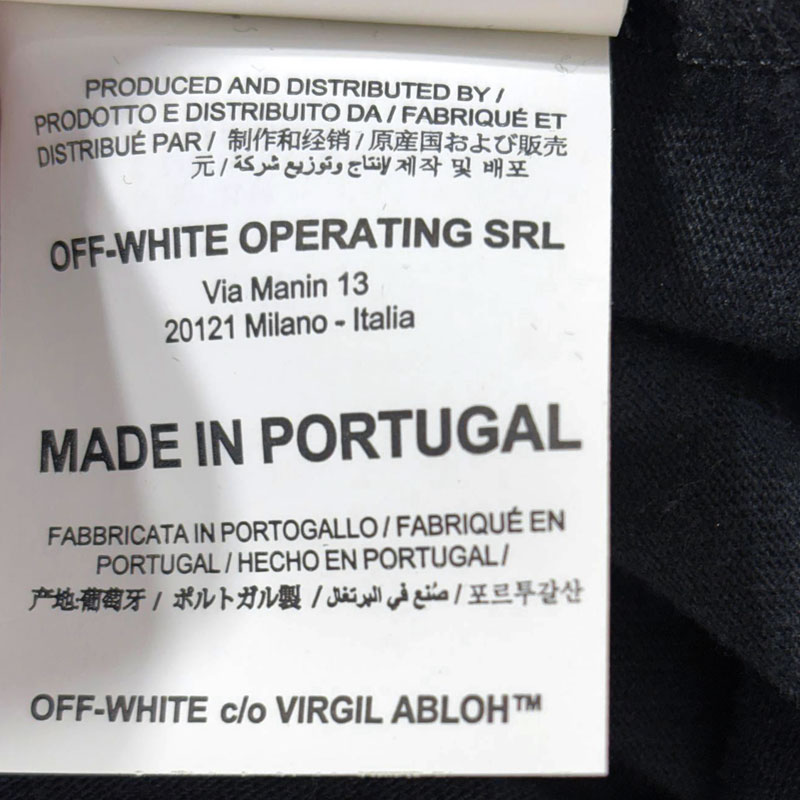 PRODUCED AND DISTRIBUTED BY /
PRODOTTO E DISTRIBUITO DA / FABRIQUÉ ET
DISTRIBUÉ PAR / 制作和经销 / 原産国および販売
元 / لإنتاج وتوزيع شركة 제작 및 배포
OFF-WHITE OPERATING SRL
Via Manin 13
20121 Milano - Italia
MADE IN PORTUGAL
FABBRICATA IN PORTOGALLO / FABRIQUÉ EN
PORTUGAL / HECHO EN PORTUGAL /
产地·葡萄牙 / ポルトガル製 / صُنع في البرتغال / 포르투갈산
OFF-WHITE c/o VIRGIL ABLOH™